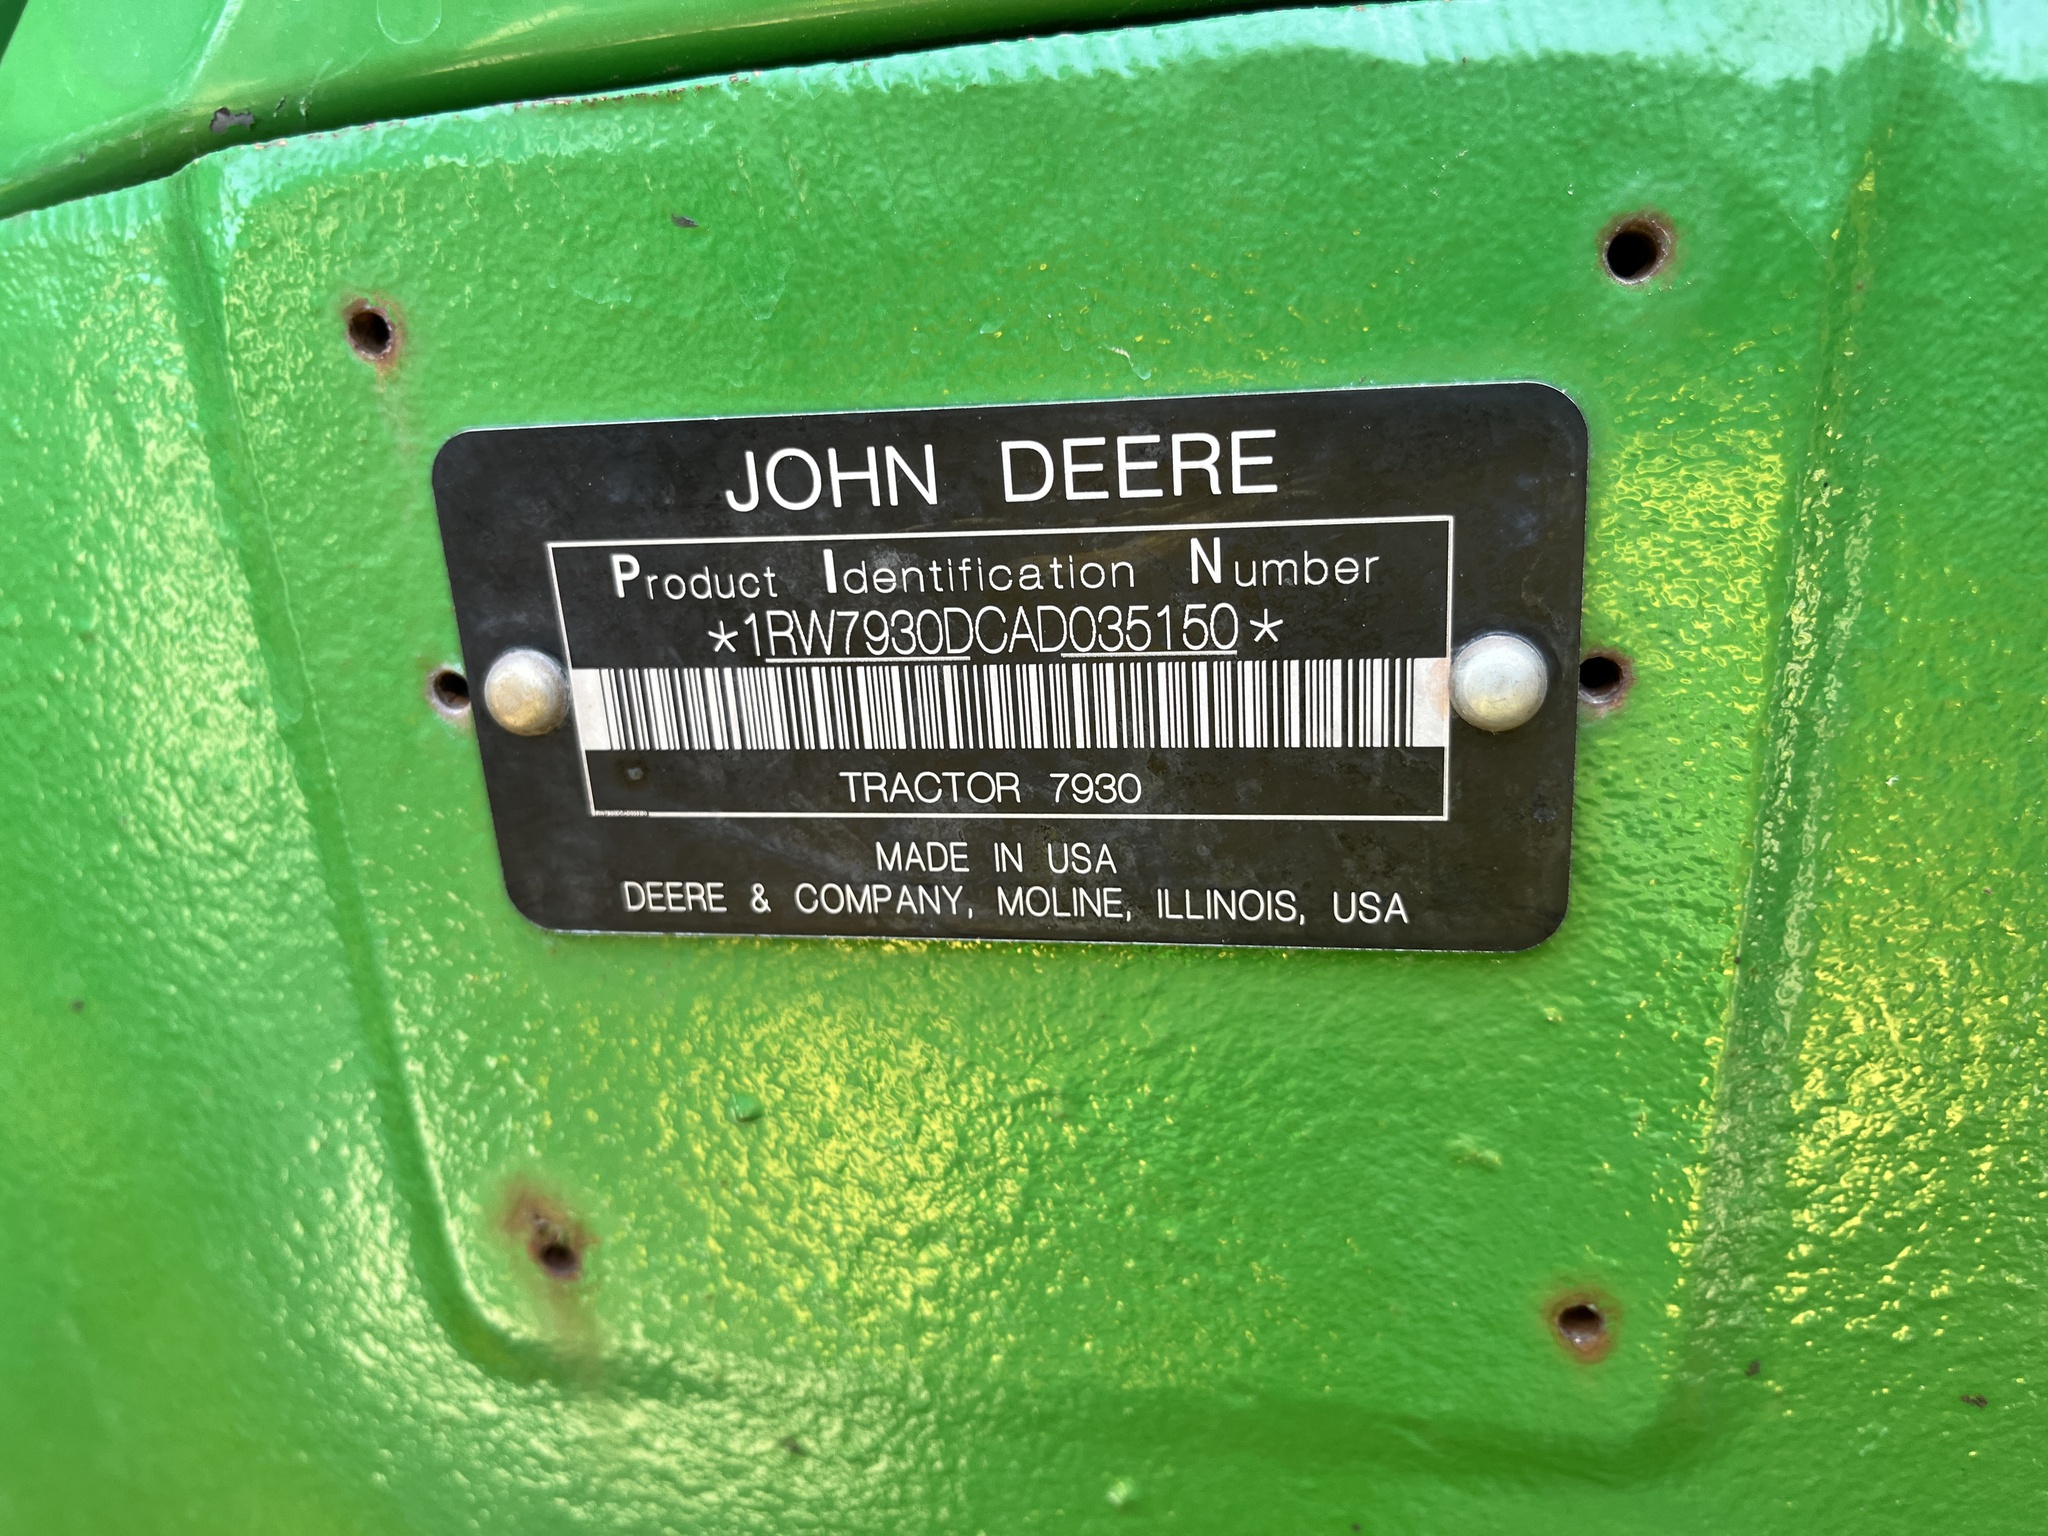 JOHN DEERE
Product Identification Number
*1RW7930DCAD035150*
TRACTOR 7930
MADE IN USA
DEERE & COMPANY, MOLINE, ILLINOIS, USA